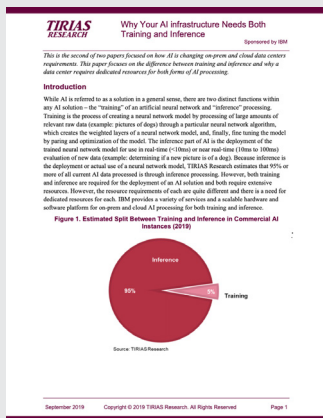 TIRIAS
RESEARCH
Why Your AI infrastructure Needs Both
Training and Inference
Sponsored by IBM
This is the second of two papers focused on how AI is changing on-prem and cloud data centers
requirements. This paper focuses on the difference between training and inference and why a
data center requires dedicated resources for both forms of AI processing.
Introduction
While AI is referred to as a solution in a general sense, there are two distinct functions within
any AI solution – the "training" of an artificial neural network and "inference" processing.
Training is the process of creating a neural network model by processing of large amounts of
relevant raw data (example: pictures of dogs) through a particular neural network algorithm,
which creates the weighted layers of a neural network model, and, finally, fine tuning the model
by paring and optimization of the model. The inference part of AI is the deployment of the
trained neural network model for use in real-time (<10ms) or near real-time (10ms to 100ms)
evaluation of new data (example: determining if a new picture is of a dog). Because inference is
the deployment or actual use of a neural network model, TIRIAS Research estimates that 95% or
more of all current AI data processed is through inference processing. However, both training
and inference are required for the deployment of an AI solution and both require extensive
resources. However, the resource requirements of each are quite different and there is a need for
dedicated resources for each. IBM provides a variety of services and a scalable hardware and
software platform for on-prem and cloud AI processing for both training and inference.
Figure 1. Estimated Split Between Training and Inference in Commercial AI
Instances (2019)
Inference
95%
5%
Training
Source: TIRIAS Research
September 2019 Copyright © 2019 TIRIAS Research. All Rights Reserved Page 1